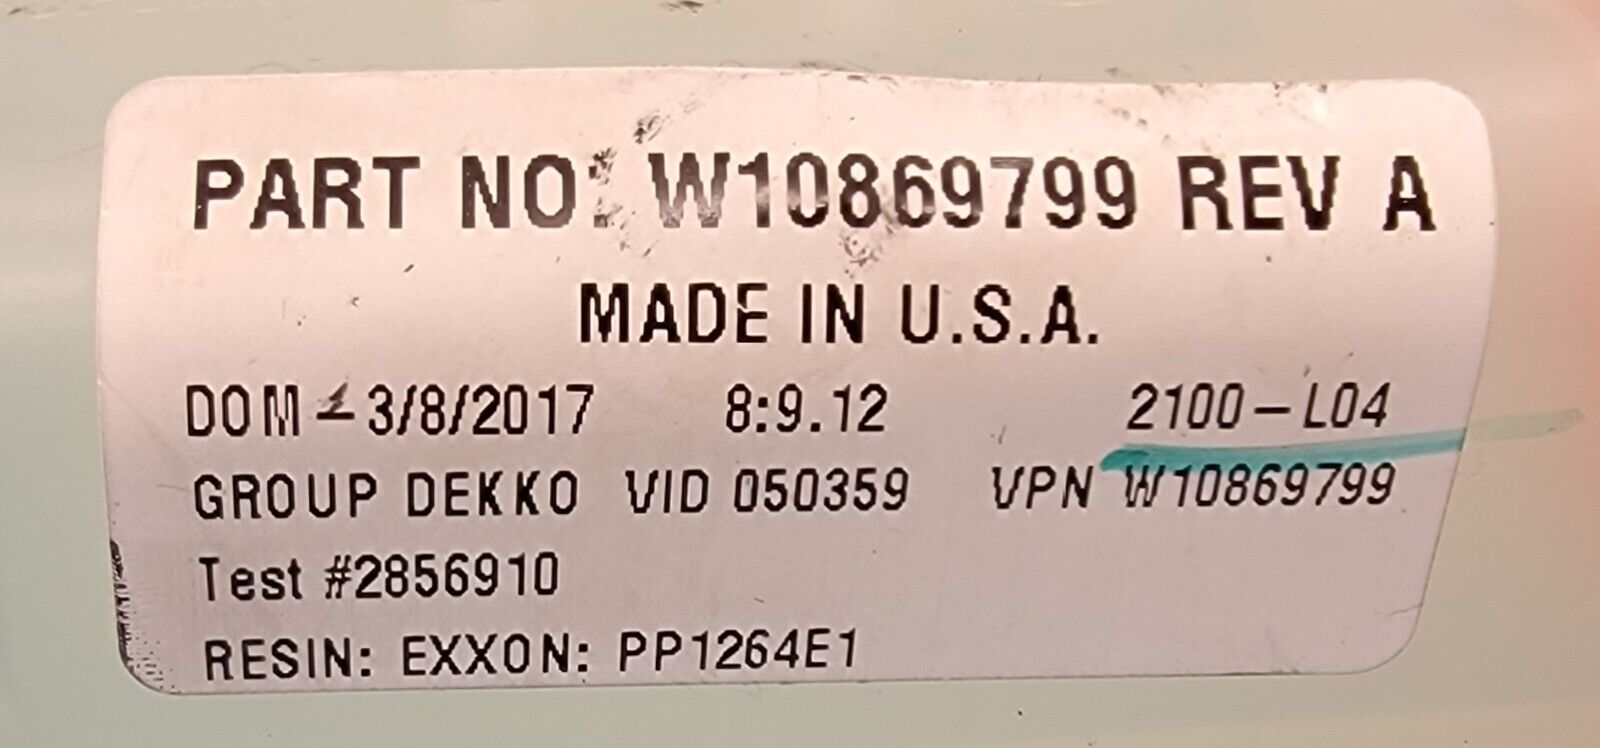 PART NO: W10869799 REV A
MADE IN U.S.A.
DOM - 3/8/2017 8:9.12 2100-L04
GROUP DEKKO VID 050359 VPN W10869799
Test #2856910
RESIN: EXXON: PP1264E1